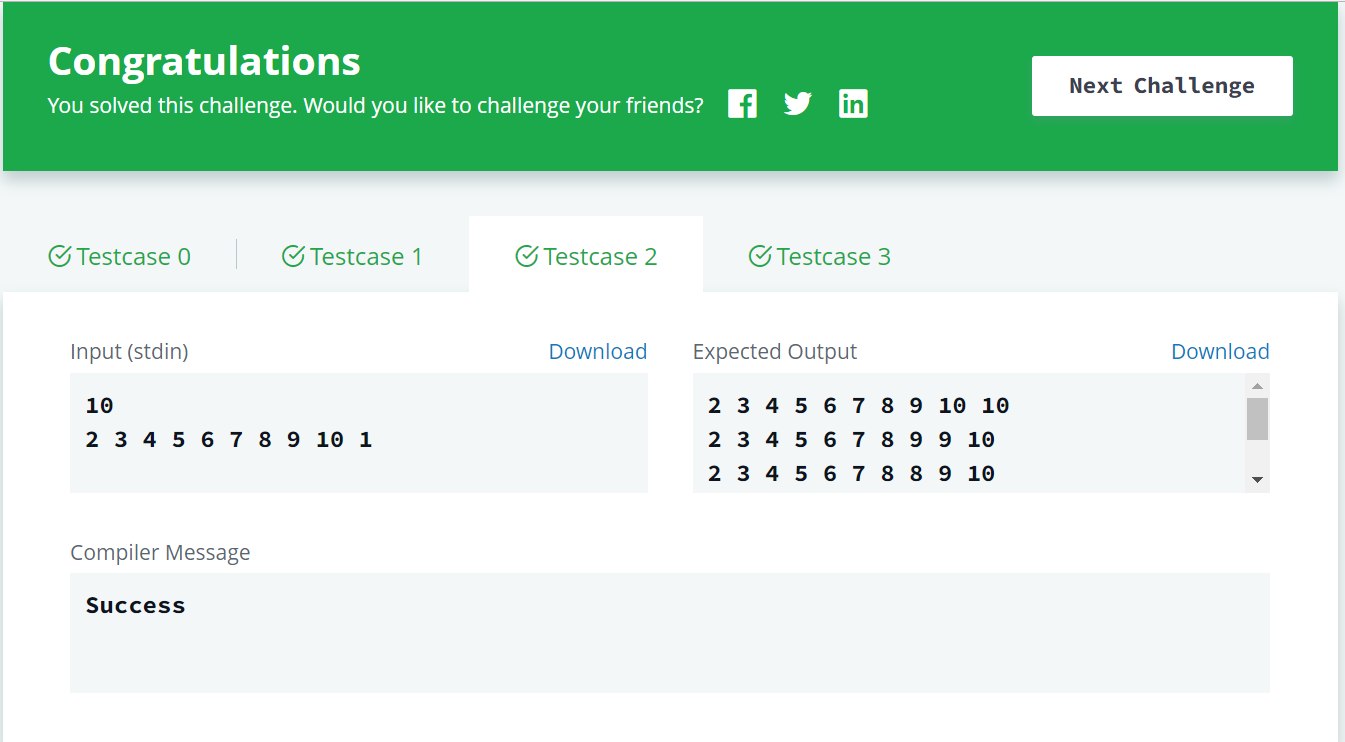 Congratulations
You solved this challenge. Would you like to challenge your friends?
Next Challenge
Testcase 0
Testcase 1
Testcase 2
Testcase 3
Input (stdin)
Download
10
2 3 4 5 6 7 8 9 10 1
Expected Output
Download
2 3 4 5 6 7 8 9 10 10
2 3 4 5 6 7 8 9 9 10
2 3 4 5 6 7 8 8 9 10
Compiler Message
Success